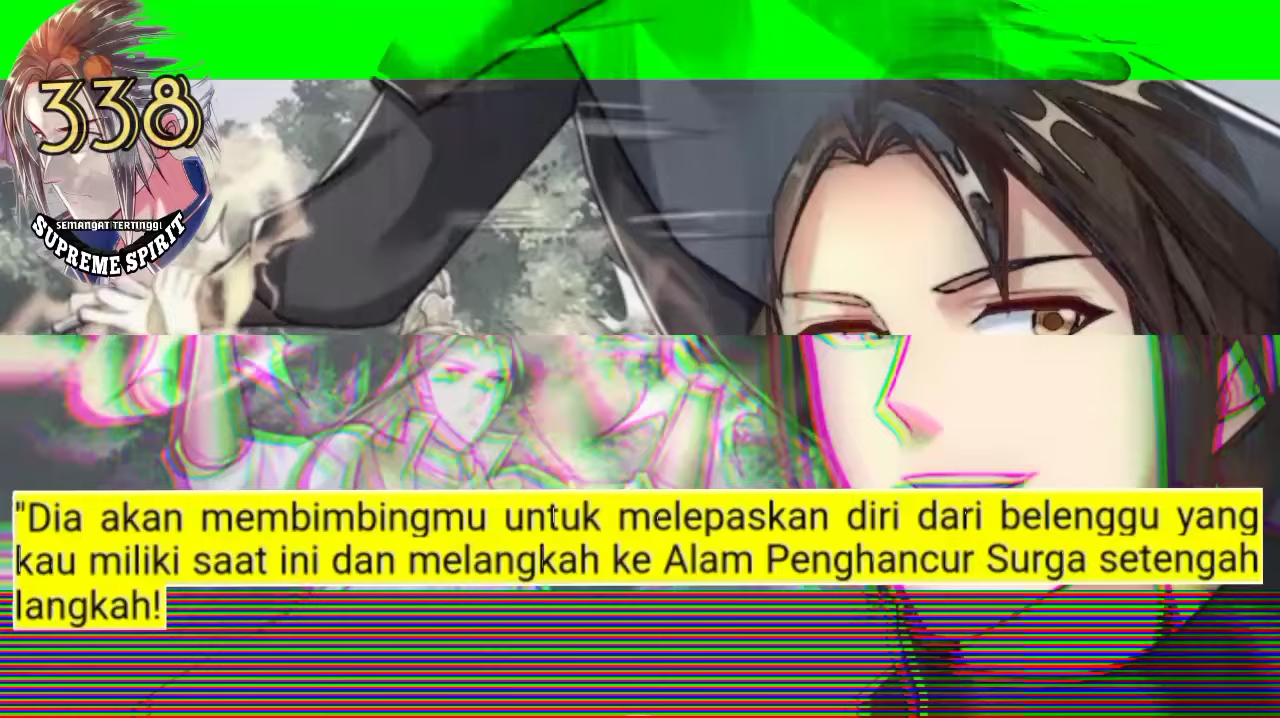 338
SEMANGAT TERTINGGI
SUPREME SPIRIT
"Dia akan membimbingmu untuk melepaskan diri dari belenggu yang
kau miliki saat ini dan melangkah ke Alam Penghancur Surga setengah
langkah!